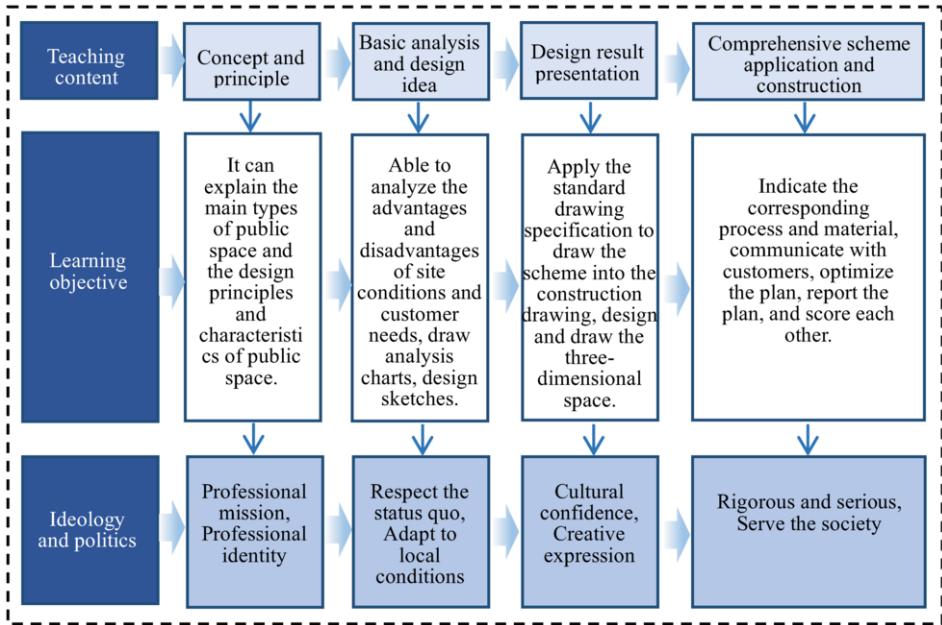 Teaching
content
Concept and
principle
Basic analysis
and design
idea
Design result
presentation
Comprehensive scheme
application and
construction
Learning
objective
It can
explain the
main types
of public
space and
the design
principles
and
characteristi
cs of public
space.
Able to
analyze the
advantages
and
disadvantages
of site
conditions and
customer
needs, draw
analysis
charts, design
sketches.
Apply the
standard
drawing
specification to
draw the
scheme into the
construction
drawing, design
and draw the
three-
dimensional
space.
Indicate the
corresponding
process and material,
communicate with
customers, optimize
the plan, report the
plan, and score each
other.
Ideology
and politics
Professional
mission,
Professional
identity
Respect the
status quo,
Adapt to
local
conditions
Cultural
confidence,
Creative
expression
Rigorous and serious,
Serve the society